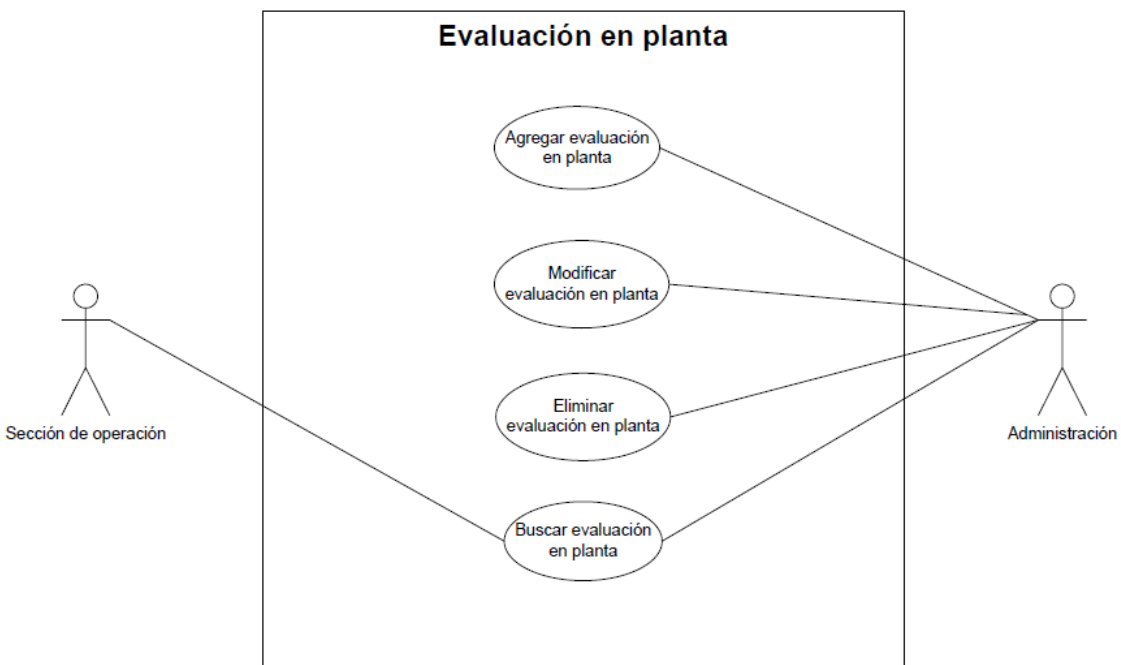 Evaluación en planta
Agregar evaluación
en planta
Modificar
evaluación en planta
Eliminar
evaluación en planta
Buscar evaluación
en planta
Sección de operación
Administración